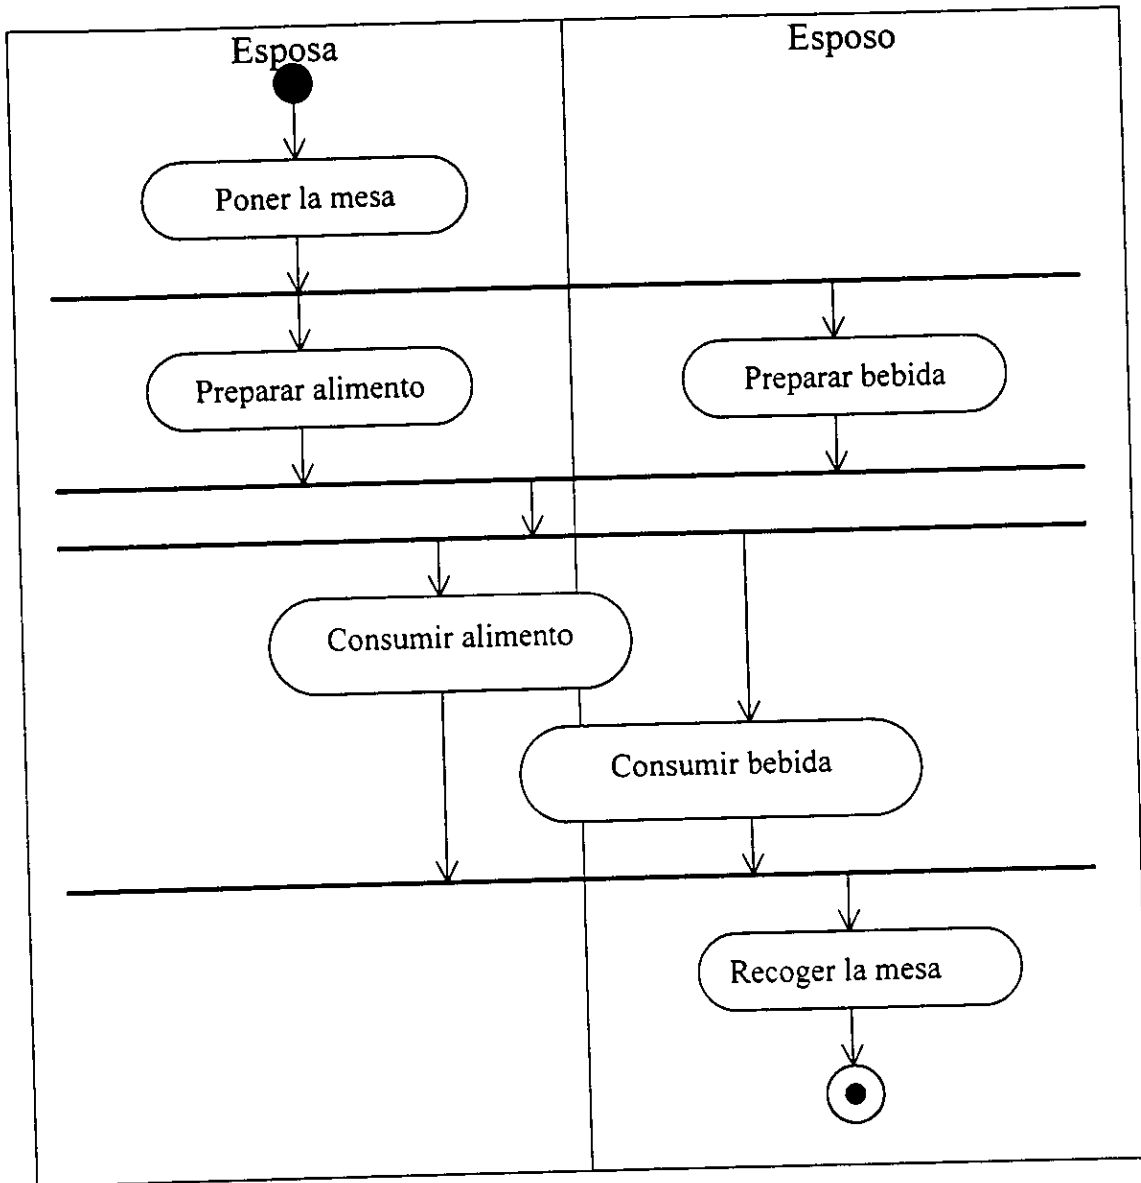 Esposa
Esposo
Poner la mesa
Preparar alimento
Preparar bebida
Consumir alimento
Consumir bebida
Recoger la mesa